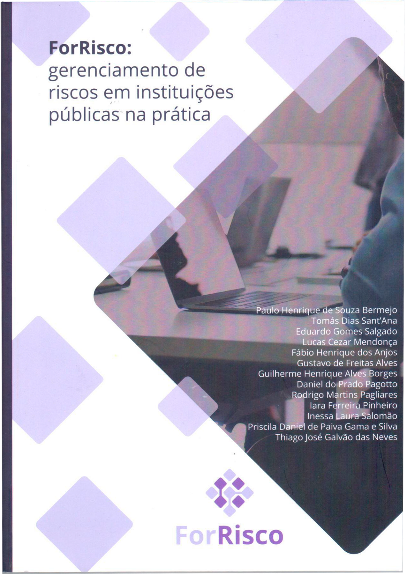 ForRisco:
gerenciamento de
riscos em instituições
públicas na prática
Paulo Henrique de Souza Bermejo
Tomás Dias Sant'Ana
Eduardo Gomes Salgado
Lucas Cezar Mendonça
Fábio Henrique dos Anjos
Gustavo de Freitas Alves
Guilherme Henrique Alves Borges
Daniel do Prado Pagotto
Rodrigo Martins Pagliares
Iara Ferreira Pinheiro
Inessa Laura Salomão
Priscila Daniel de Paiva Gama e Silva
Thiago José Galvão das Neves
ForRisco